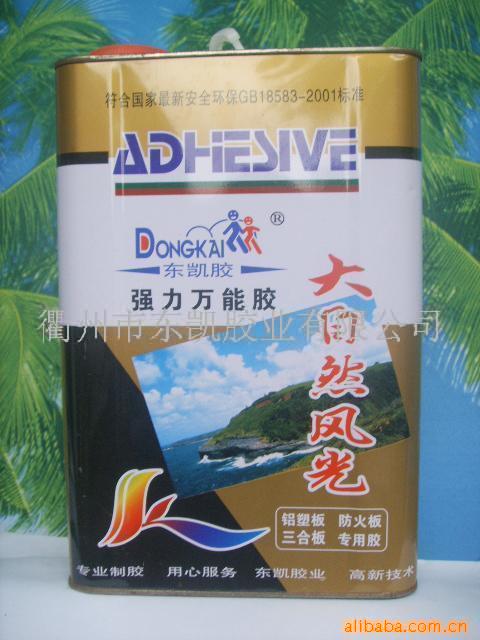 符合国家最新安全环保GB18583-2001标准
ADHESIVE
DONGKAI ®
东凯胶
强力万能胶
衢州市东凯胶业有限公司
大自然风光
铝塑板 防火板
三合板 专用胶
专业制胶 用心服务 东凯胶业 高新技术
alibaba.com.cn